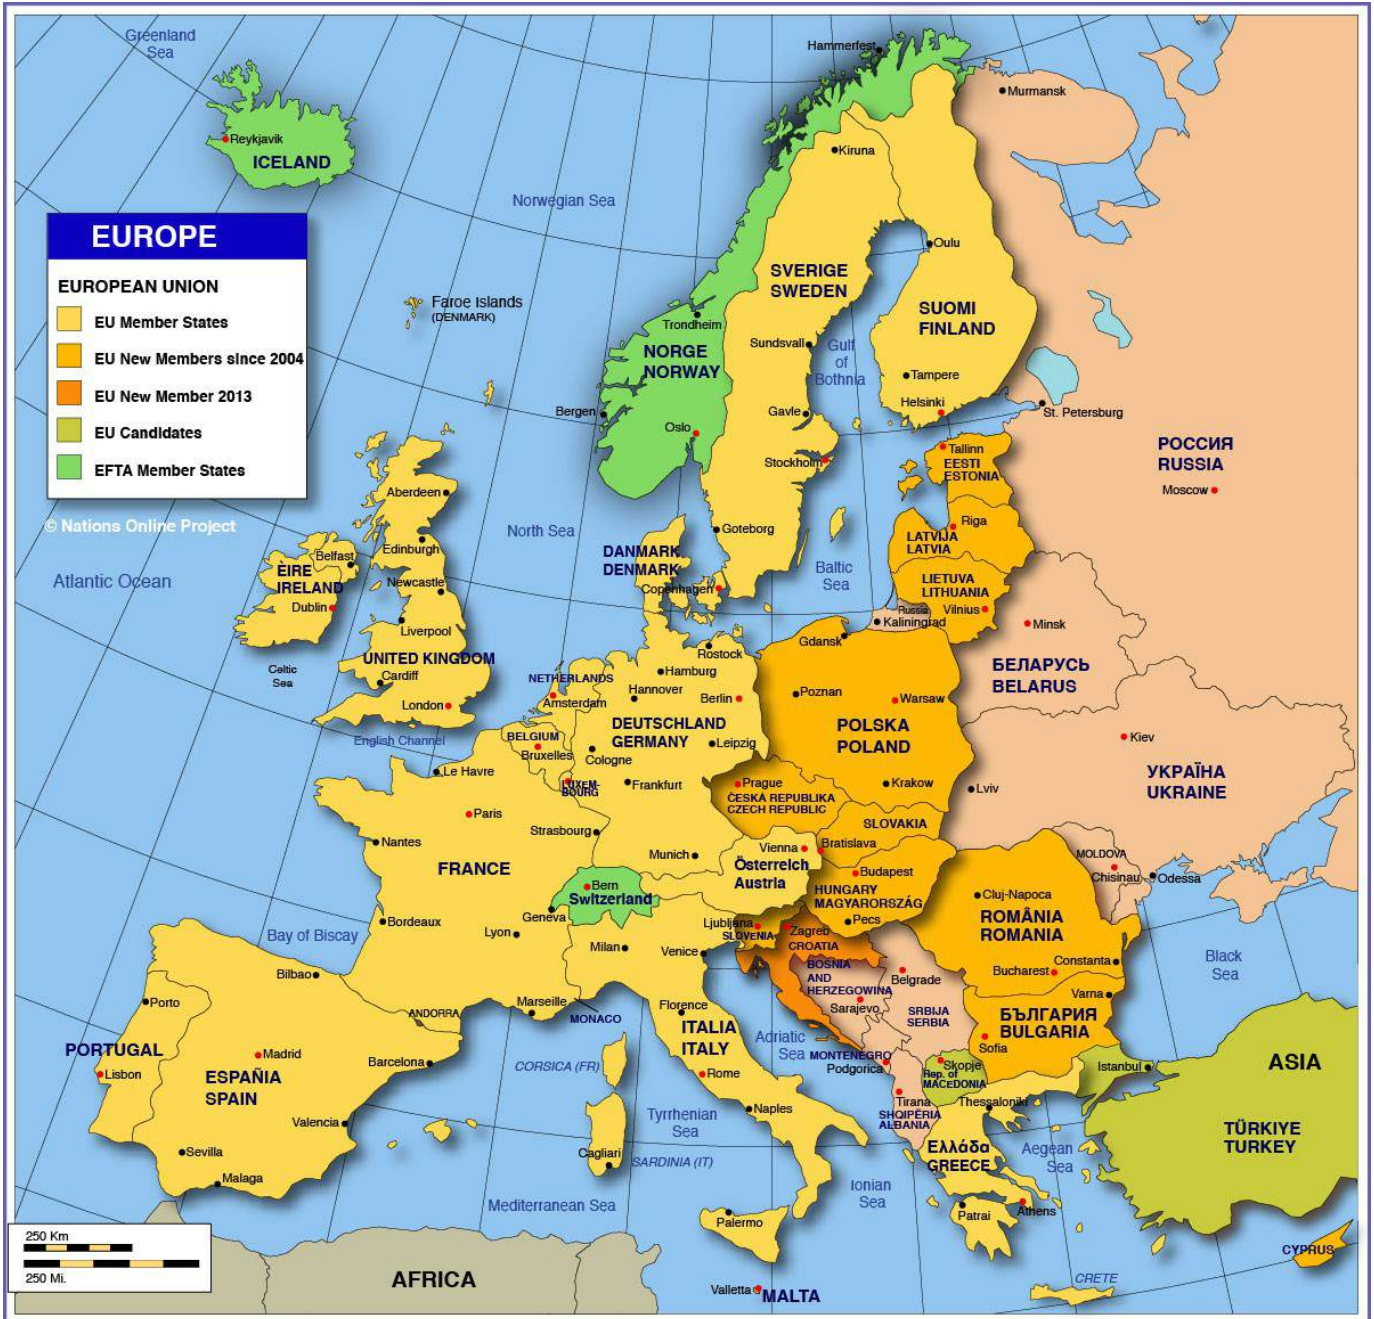 Greenland
Sea
Hammerfest
Murmansk
Reykjavik
ICELAND
Kiruna
Norwegian Sea
EUROPE
EUROPEAN UNION
EU Member States
EU New Members since 2004
EU New Member 2013
EU Candidates
EFTA Member States
© Nations Online Project
Oulu
SVERIGE
SWEDEN
SUOMI
FINLAND
Faroe Islands
(DENMARK)
Trondheim
NORGE
NORWAY
Sundsvall
Gulf
of
Bothnia
Tampere
Helsinki
Bergen
Oslo
Gavle
St. Petersburg
Stockholm
Tallinn
EESTI
ESTONIA
РОССИЯ
RUSSIA
Moscow
Aberdeen
North Sea
Goteborg
Riga
LATVIJA
LATVIA
Edinburgh
Belfast
ÈIRE
IRELAND
Dublin
Atlantic Ocean
Newcastle
Liverpool
DANMARK
DENMARK
Copenhagen
Baltic
Sea
LIETUVA
LITHUANIA
Russia
Kaliningrad
Vilnius
Minsk
БЕЛАРУСЬ
BELARUS
Celtic
Sea
UNITED KINGDOM
Cardiff
London
English Channel
NETHERLANDS
Amsterdam
Rostock
Hamburg
Hannover
Berlin
Gdansk
Poznan
Warsaw
POLSKA
POLAND
DEUTSCHLAND
GERMANY
Leipzig
BELGIUM
Bruxelles
Cologne
LUXEM-
BOURG
Frankfurt
Kiev
УКРАЇНА
UKRAINE
Lviv
Krakow
Prague
ČESKÁ REPUBLIKA
CZECH REPUBLIC
SLOVAKIA
Le Havre
Paris
Strasbourg
Nantes
FRANCE
Munich
Vienna
Bratislava
Österreich
Austria
Budapest
HUNGARY
MAGYARORSZÁG
Pecs
MOLDOVA
Chisinau
Odessa
Bern
Switzerland
Geneva
Cluj-Napoca
ROMÂNIA
ROMANIA
Bordeaux
Lyon
Bay of Biscay
Milan
Venice
Ljubljana
SLOVENIA
Zagreb
CROATIA
BOSNIA
AND
HERZEGOWINA
Sarajevo
Belgrade
SRBIJA
SERBIA
Bucharest
Constanta
Black
Sea
Varna
БЪЛГАРИЯ
BULGARIA
Sofia
Bilbao
Porto
Marseille
ANDORRA
MONACO
Florence
ITALIA
ITALY
Adriatic
Sea
MONTENEGRO
Podgorica
Skopje
Rep. of
MACEDONIA
Istanbul
ASIA
PORTUGAL
Lisbon
Madrid
ESPAÑIA
SPAIN
Barcelona
CORSICA (FR)
Rome
Tirana
SHQIPËRIA
ALBANIA
Thessaloniki
Valencia
Tyrrhenian
Sea
Naples
TÜRKIYE
TURKEY
Sevilla
Malaga
Cagliari
SARDINIA (IT)
Ελλάδα
GREECE
Aegean
Sea
Mediterranean Sea
Ionian
Sea
Palermo
Patrai
Athens
250 Km
250 Mi.
AFRICA
Valletta
MALTA
CRETE
CYPRUS